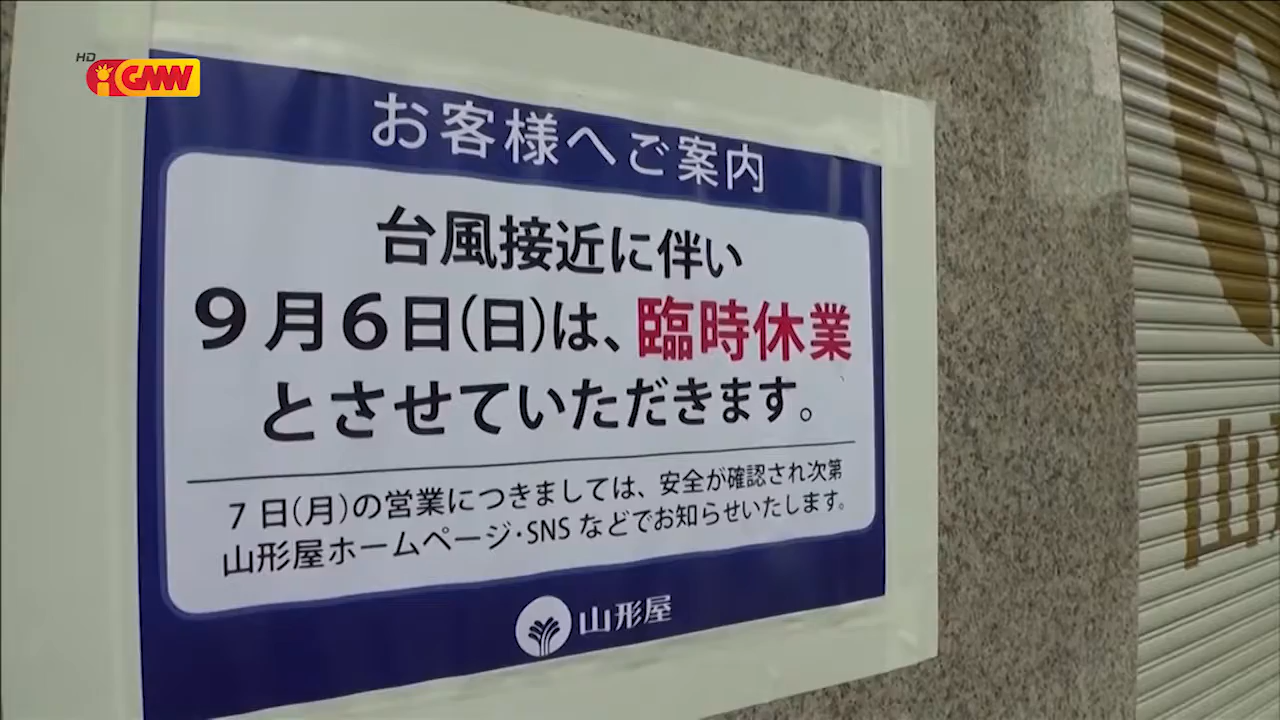 HD
iGMW
お客様へご案内
台風接近に伴い
9月6日(日)は、臨時休業
とさせていただきます。
7日(月)の営業につきましては、安全が確認され次第
山形屋ホームページ・SNSなどでお知らせいたします。
山形屋
山形